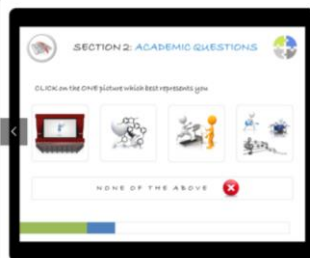 SECTION 2: ACADEMIC QUESTIONS
CLICK on the ONE picture which best represents you
NONE OF THE ABOVE